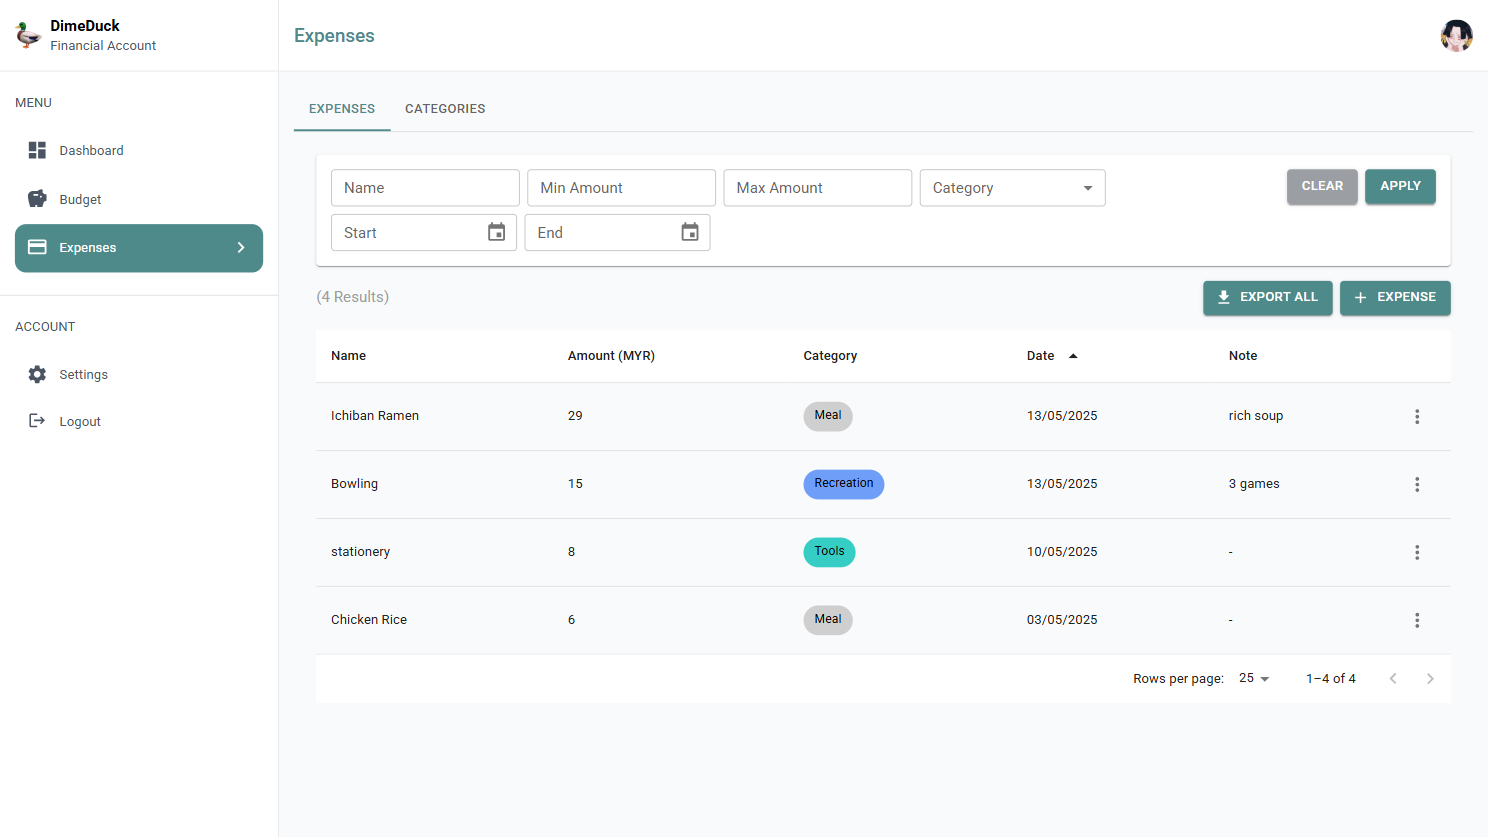 DimeDuck
Financial Account
MENU
Dashboard
Budget
Expenses
ACCOUNT
Settings
Logout
Expenses
EXPENSES CATEGORIES
Name Min Amount Max Amount Category CLEAR APPLY
Start End
(4 Results) EXPORT ALL + EXPENSE
Name Amount (MYR) Category Date Note
Ichiban Ramen 29 Meal 13/05/2025 rich soup
Bowling 15 Recreation 13/05/2025 3 games
stationery 8 Tools 10/05/2025 -
Chicken Rice 6 Meal 03/05/2025 -
Rows per page: 25 1–4 of 4